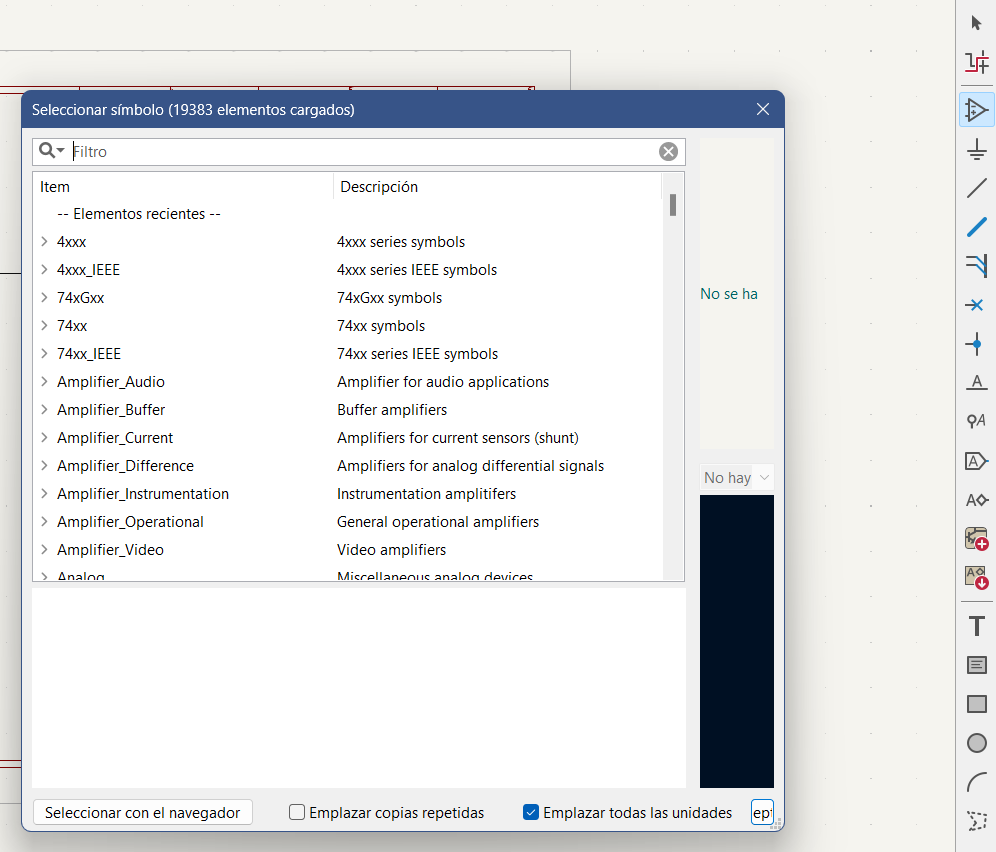 Seleccionar símbolo (19383 elementos cargados)
Filtro
Item Descripción
-- Elementos recientes --
4xxx 4xxx series symbols
4xxx_IEEE 4xxx series IEEE symbols
74xGxx 74xGxx symbols
74xx 74xx symbols
74xx_IEEE 74xx series IEEE symbols
Amplifier_Audio Amplifier for audio applications
Amplifier_Buffer Buffer amplifiers
Amplifier_Current Amplifiers for current sensors (shunt)
Amplifier_Difference Amplifiers for analog differential signals
Amplifier_Instrumentation Instrumentation amplitifers
Amplifier_Operational General operational amplifiers
Amplifier_Video Video amplifiers
Analog Miscellaneous analog devices
No se ha
No hay
Seleccionar con el navegador Emplazar copias repetidas Emplazar todas las unidades ept
A
A
A
A
A
T